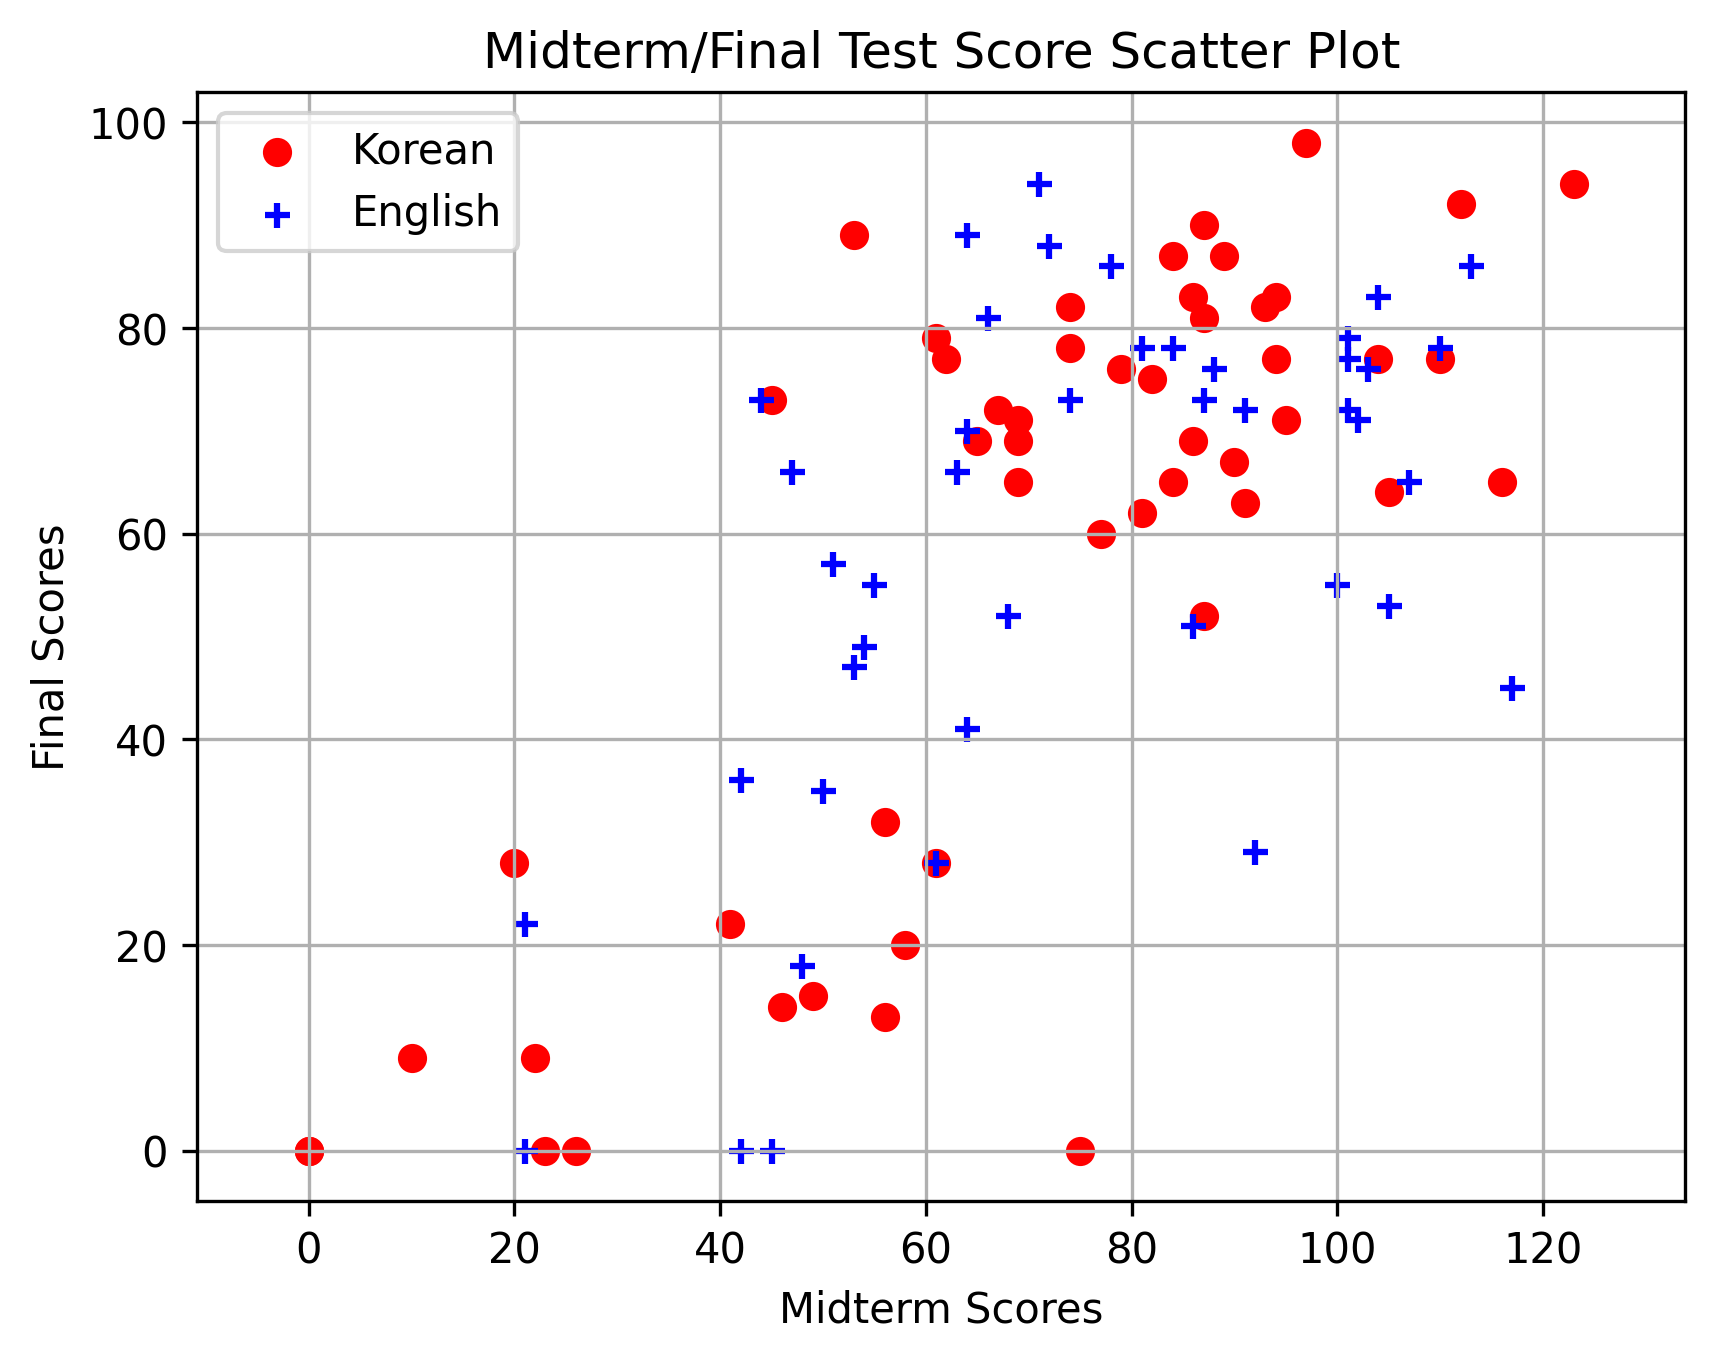 Midterm/Final Test Score Scatter Plot
Korean
English
100
80
60
40
20
0
Final Scores
0 20 40 60 80 100 120
Midterm Scores